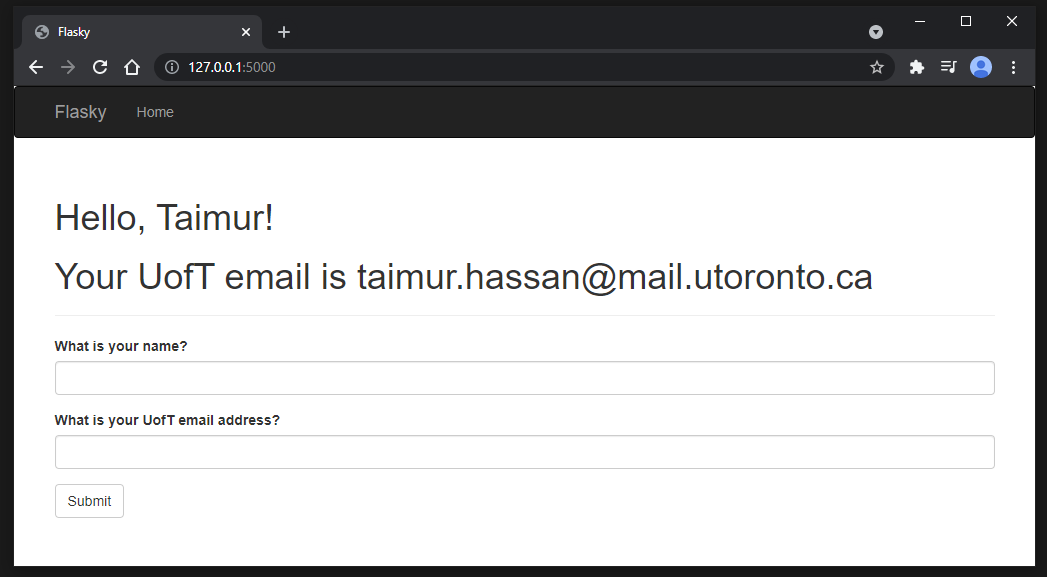 Flasky
127.0.0.1:5000
Flasky Home
Hello, Taimur!
Your UofT email is taimur.hassan@mail.utoronto.ca
What is your name?
What is your UofT email address?
Submit